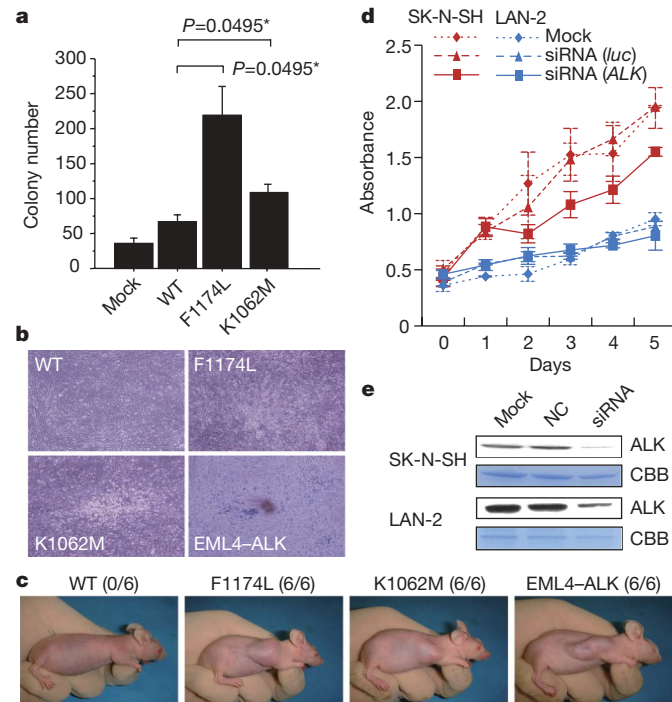 a
P=0.0495*
P=0.0495*
Colony number
300
250
200
150
100
50
0
Mock
WT
F1174L
K1062M
b
WT
F1174L
K1062M
EML4–ALK
c
WT (0/6)
F1174L (6/6)
K1062M (6/6)
EML4–ALK (6/6)
d
SK-N-SH LAN-2
Mock
siRNA (luc)
siRNA (ALK)
Absorbance
2.5
2.0
1.5
1.0
0.5
0
0 1 2 3 4 5
Days
e
Mock NC siRNA
SK-N-SH
ALK
CBB
LAN-2
ALK
CBB